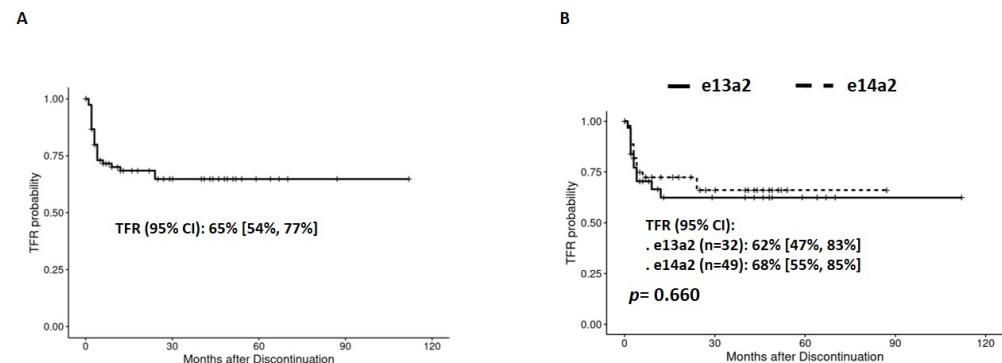 A
B
1.00
0.75
0.50
0.25
0.00
TFR probability
TFR (95% CI): 65% [54%, 77%]
0 30 60 90 120
Months after Discontinuation
e13a2 e14a2
1.00
0.75
0.50
0.25
0.00
TFR probability
TFR (95% CI):
. e13a2 (n=32): 62% [47%, 83%]
. e14a2 (n=49): 68% [55%, 85%]
p= 0.660
0 30 60 90 120
Months after Discontinuation